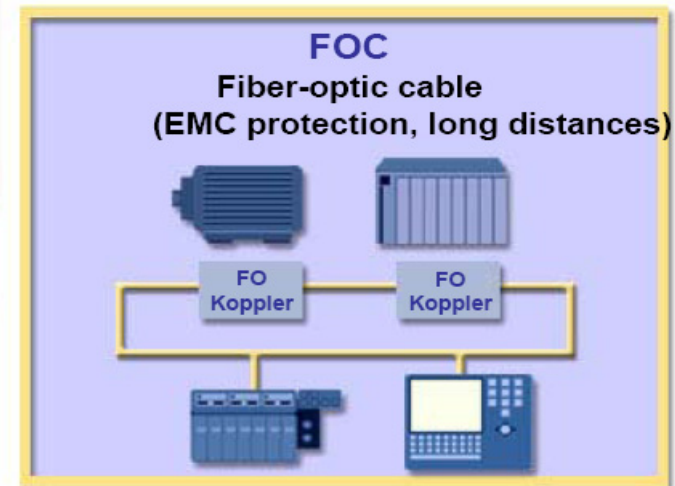 FOC
Fiber-optic cable
(EMC protection, long distances)
FO
Koppler
FO
Koppler